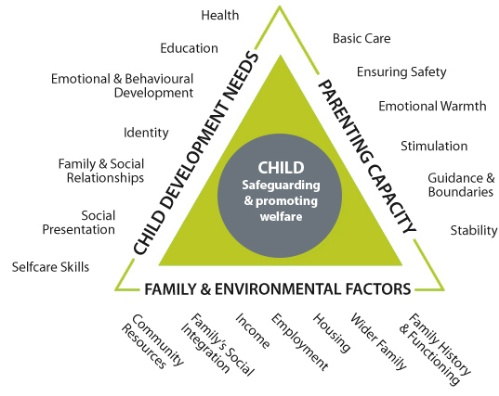 Health
Education
Emotional & Behavioural
Development
Identity
Family & Social
Relationships
Social
Presentation
Selfcare Skills
CHILD DEVELOPMENT NEEDS
Basic Care
Ensuring Safety
Emotional Warmth
Stimulation
Guidance &
Boundaries
Stability
PARENTING CAPACITY
CHILD
Safeguarding
& promoting
welfare
FAMILY & ENVIRONMENTAL FACTORS
Community
Resources
Family's Social
Integration
Income
Employment
Housing
Wider Family
Family History
& Functioning